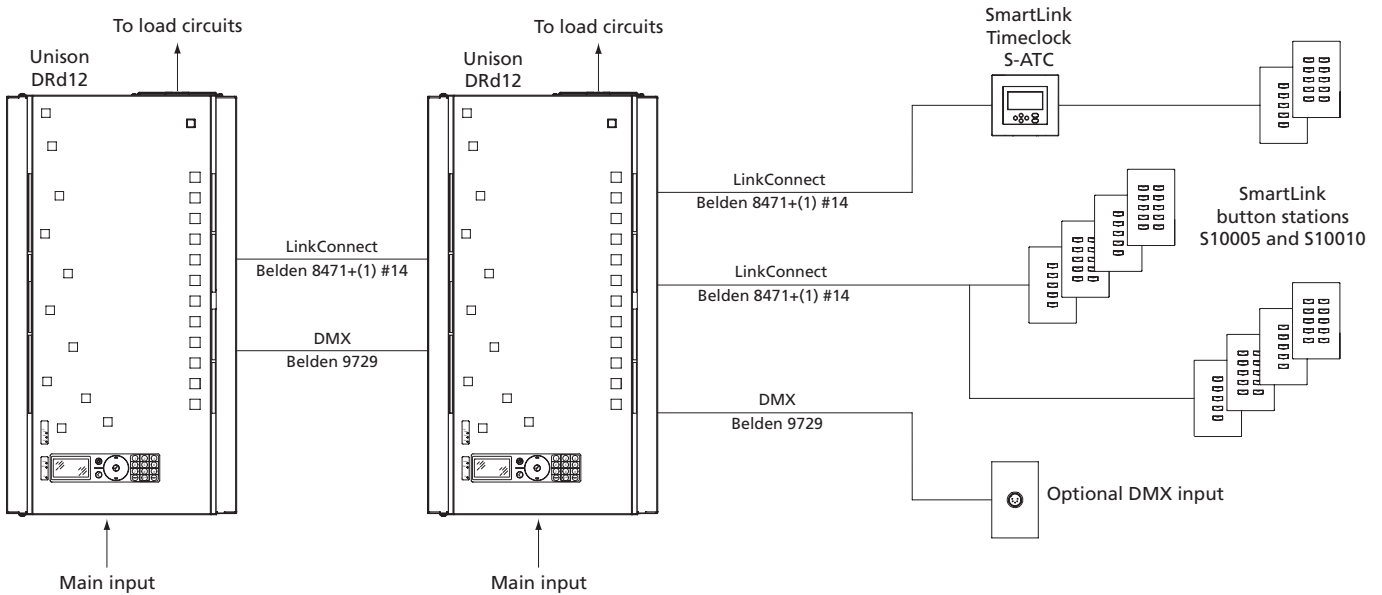 To load circuits
Unison
DRd12
To load circuits
Unison
DRd12
SmartLink
Timeclock
S-ATC
LinkConnect
Belden 8471+(1) #14
SmartLink
button stations
S10005 and S10010
LinkConnect
Belden 8471+(1) #14
LinkConnect
Belden 8471+(1) #14
DMX
Belden 9729
DMX
Belden 9729
Optional DMX input
Main input
Main input